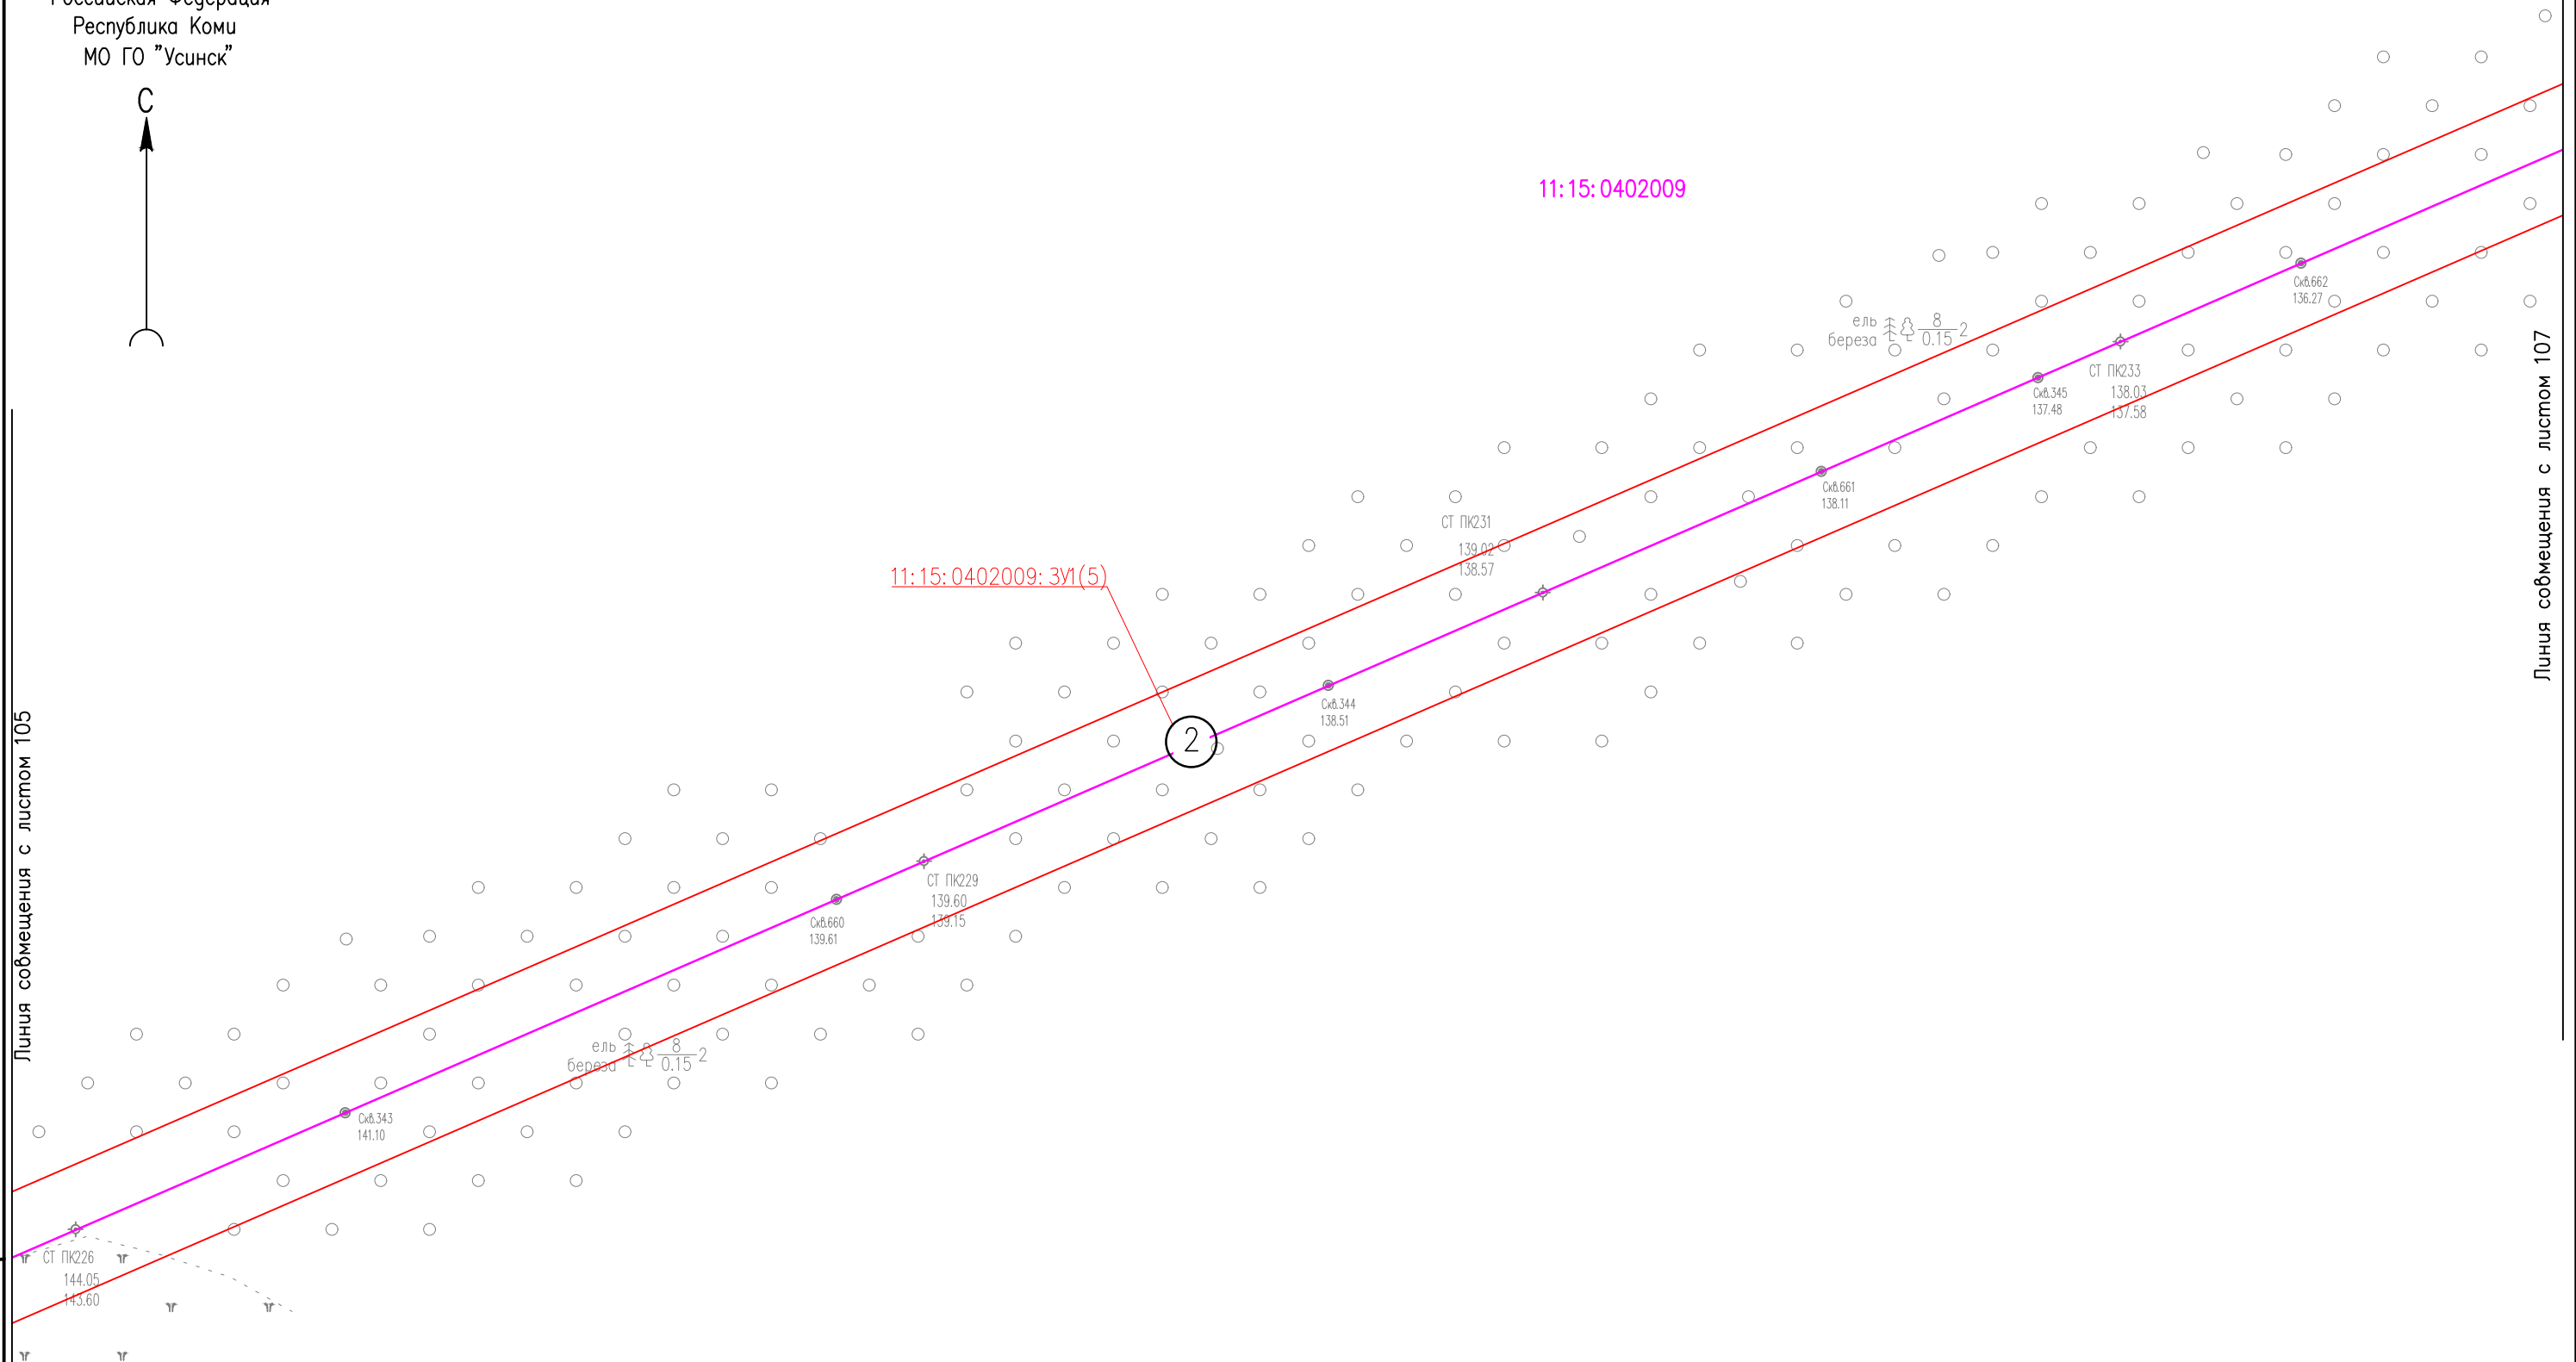 Российская Федерация
Республика Коми
МО ГО "Усинск"
С
11:15:0402009
Скв.662
136.27
ель
береза
8
0.15
2
СТ ПК233
138.03
137.58
Скв.345
137.48
Линия совмещения с листом 107
Скв.661
138.11
СТ ПК231
139.02
138.57
11:15:0402009:ЗУ1(5)
Скв.344
138.51
2
Линия совмещения с листом 105
СТ ПК229
139.60
139.15
Скв.660
139.61
ель
береза
8
0.15
2
Скв.343
141.10
СТ ПК226
144.05
143.60